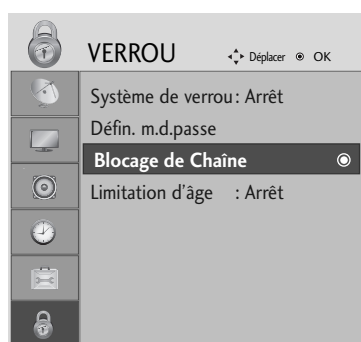 VERROU Déplacer OK
Système de verrou : Arrêt
Défin. m.d.passe
Blocage de Chaîne
Limitation d'âge : Arrêt